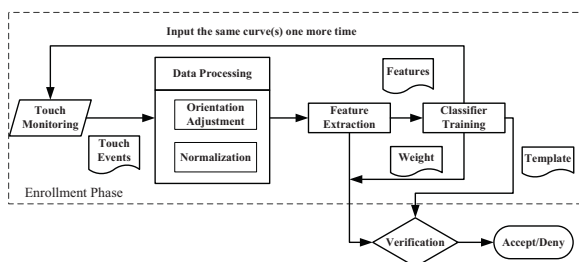 Input the same curve(s) one more time
Data Processing
Features
Touch
Monitoring
Orientation
Adjustment
Feature
Extraction
Classifier
Training
Touch
Events
Normalization
Weight
Template
Enrollment Phase
Verification
Accept/Deny